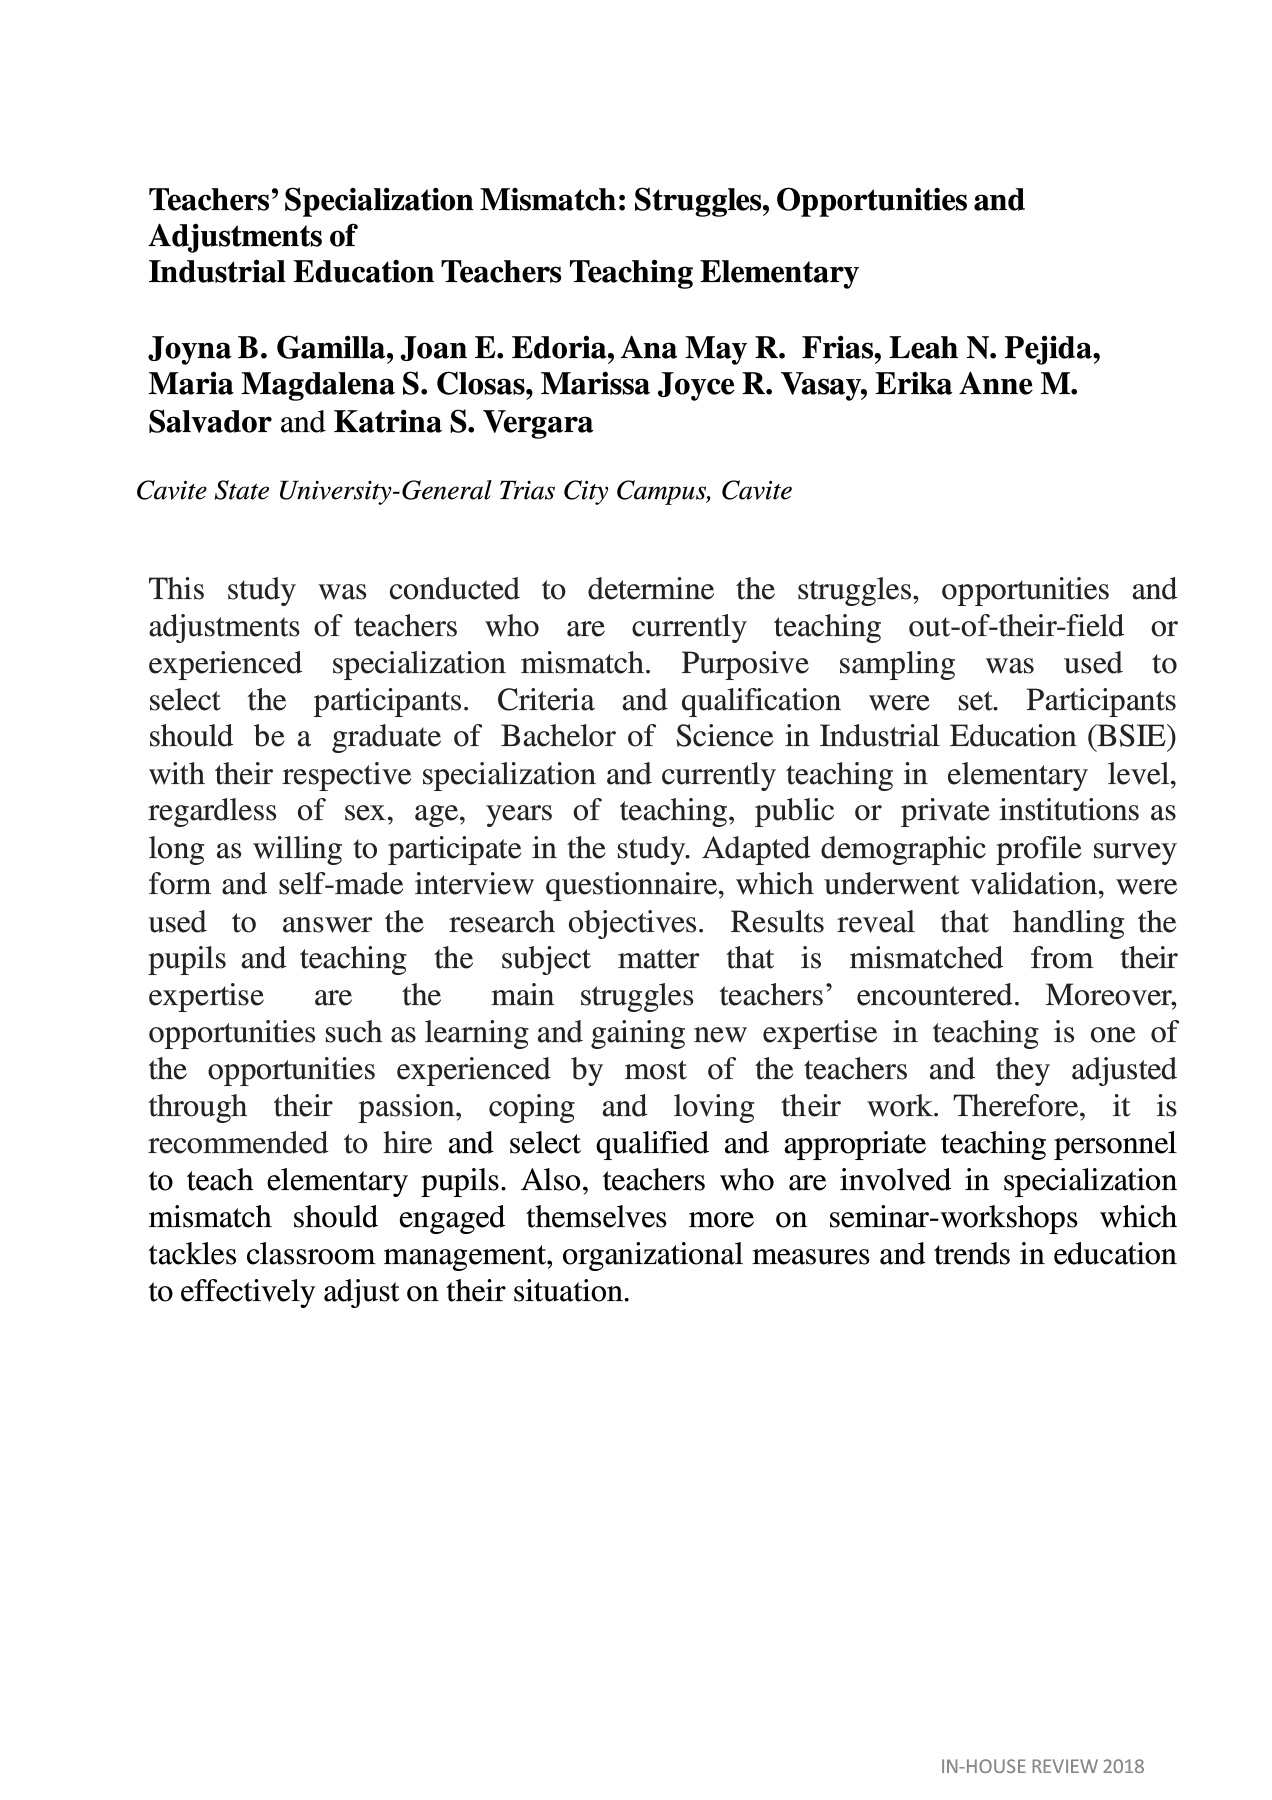 Teachers’ Specialization Mismatch: Struggles, Opportunities and
Adjustments of
Industrial Education Teachers Teaching Elementary
Joyna B. Gamilla, Joan E. Edoria, Ana May R. Frias, Leah N. Pejida,
Maria Magdalena S. Closas, Marissa Joyce R. Vasay, Erika Anne M.
Salvador and Katrina S. Vergara
Cavite State University-General Trias City Campus, Cavite
This study was conducted to determine the struggles, opportunities and
adjustments of teachers who are currently teaching out-of-their-field or
experienced specialization mismatch. Purposive sampling was used to
select the participants. Criteria and qualification were set. Participants
should be a graduate of Bachelor of Science in Industrial Education (BSIE)
with their respective specialization and currently teaching in elementary level,
regardless of sex, age, years of teaching, public or private institutions as
long as willing to participate in the study. Adapted demographic profile survey
form and self-made interview questionnaire, which underwent validation, were
used to answer the research objectives. Results reveal that handling the
pupils and teaching the subject matter that is mismatched from their
expertise are the main struggles teachers’ encountered. Moreover,
opportunities such as learning and gaining new expertise in teaching is one of
the opportunities experienced by most of the teachers and they adjusted
through their passion, coping and loving their work. Therefore, it is
recommended to hire and select qualified and appropriate teaching personnel
to teach elementary pupils. Also, teachers who are involved in specialization
mismatch should engaged themselves more on seminar-workshops which
tackles classroom management, organizational measures and trends in education
to effectively adjust on their situation.
IN-HOUSE REVIEW 2018